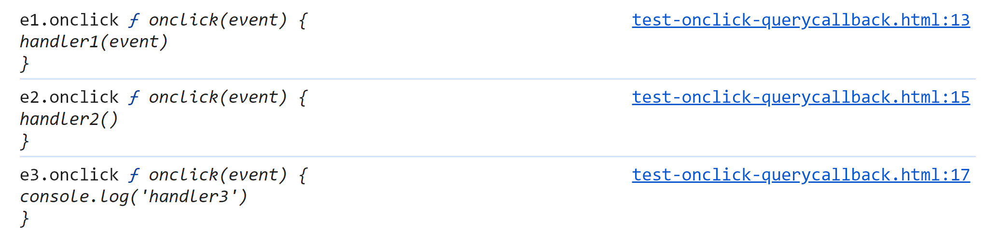 e1.onclick ƒ onclick(event) { test-onclick-querycallback.html:13
handler1(event)
}
e2.onclick ƒ onclick(event) { test-onclick-querycallback.html:15
handler2()
}
e3.onclick ƒ onclick(event) { test-onclick-querycallback.html:17
console.log('handler3')
}